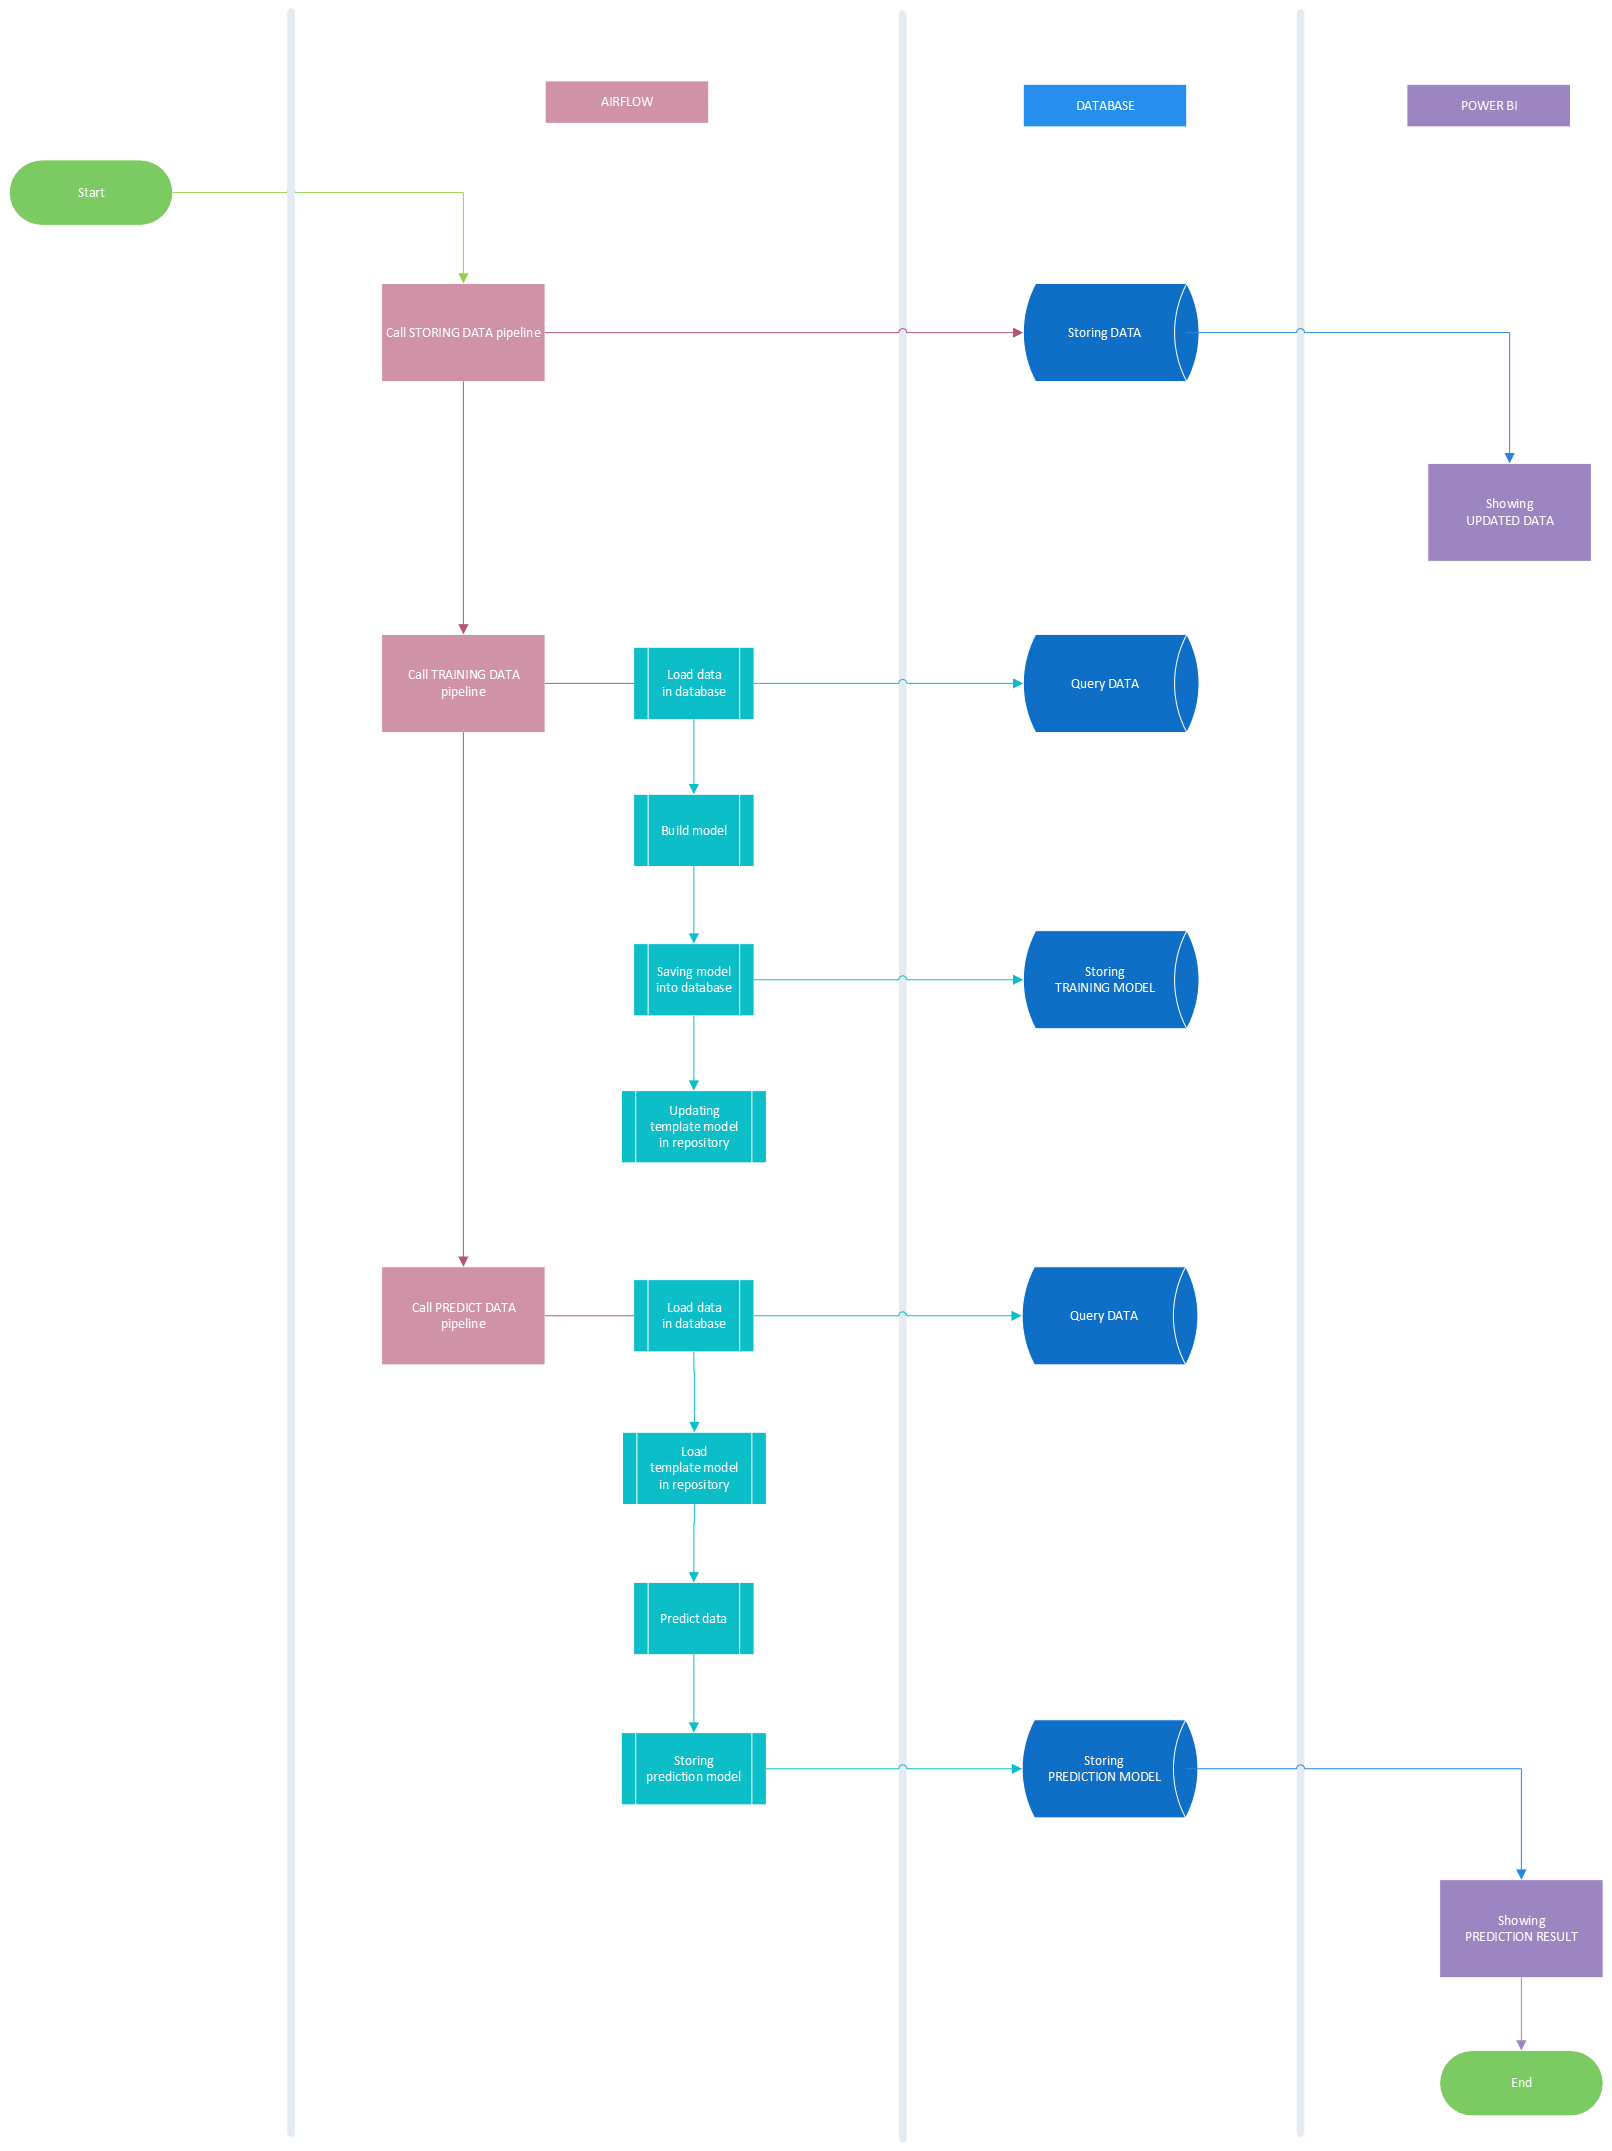 AIRFLOW
DATABASE
POWER BI
Start
Call STORING DATA pipeline
Storing DATA
Showing
UPDATED DATA
Call TRAINING DATA
pipeline
Load data
in database
Query DATA
Build model
Saving model
into database
Storing
TRAINING MODEL
Updating
template model
in repository
Call PREDICT DATA
pipeline
Load data
in database
Query DATA
Load
template model
in repository
Predict data
Storing
prediction model
Storing
PREDICTION MODEL
Showing
PREDICTION RESULT
End